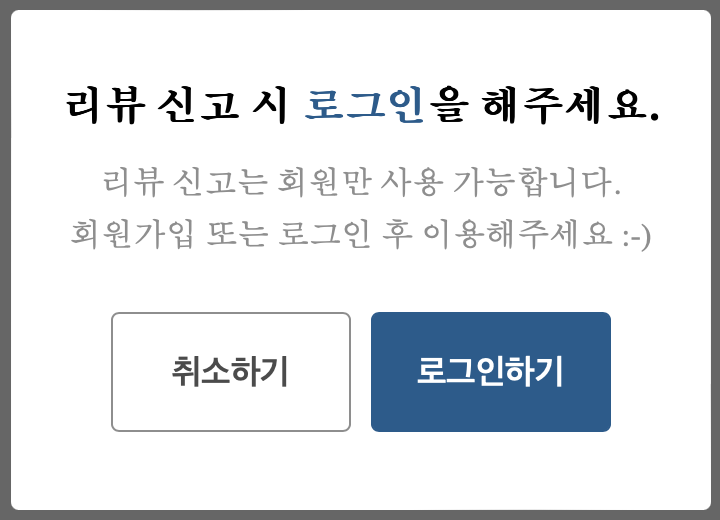 리뷰 신고 시 로그인을 해주세요.
리뷰 신고는 회원만 사용 가능합니다.
회원가입 또는 로그인 후 이용해주세요 :-)
취소하기
로그인하기